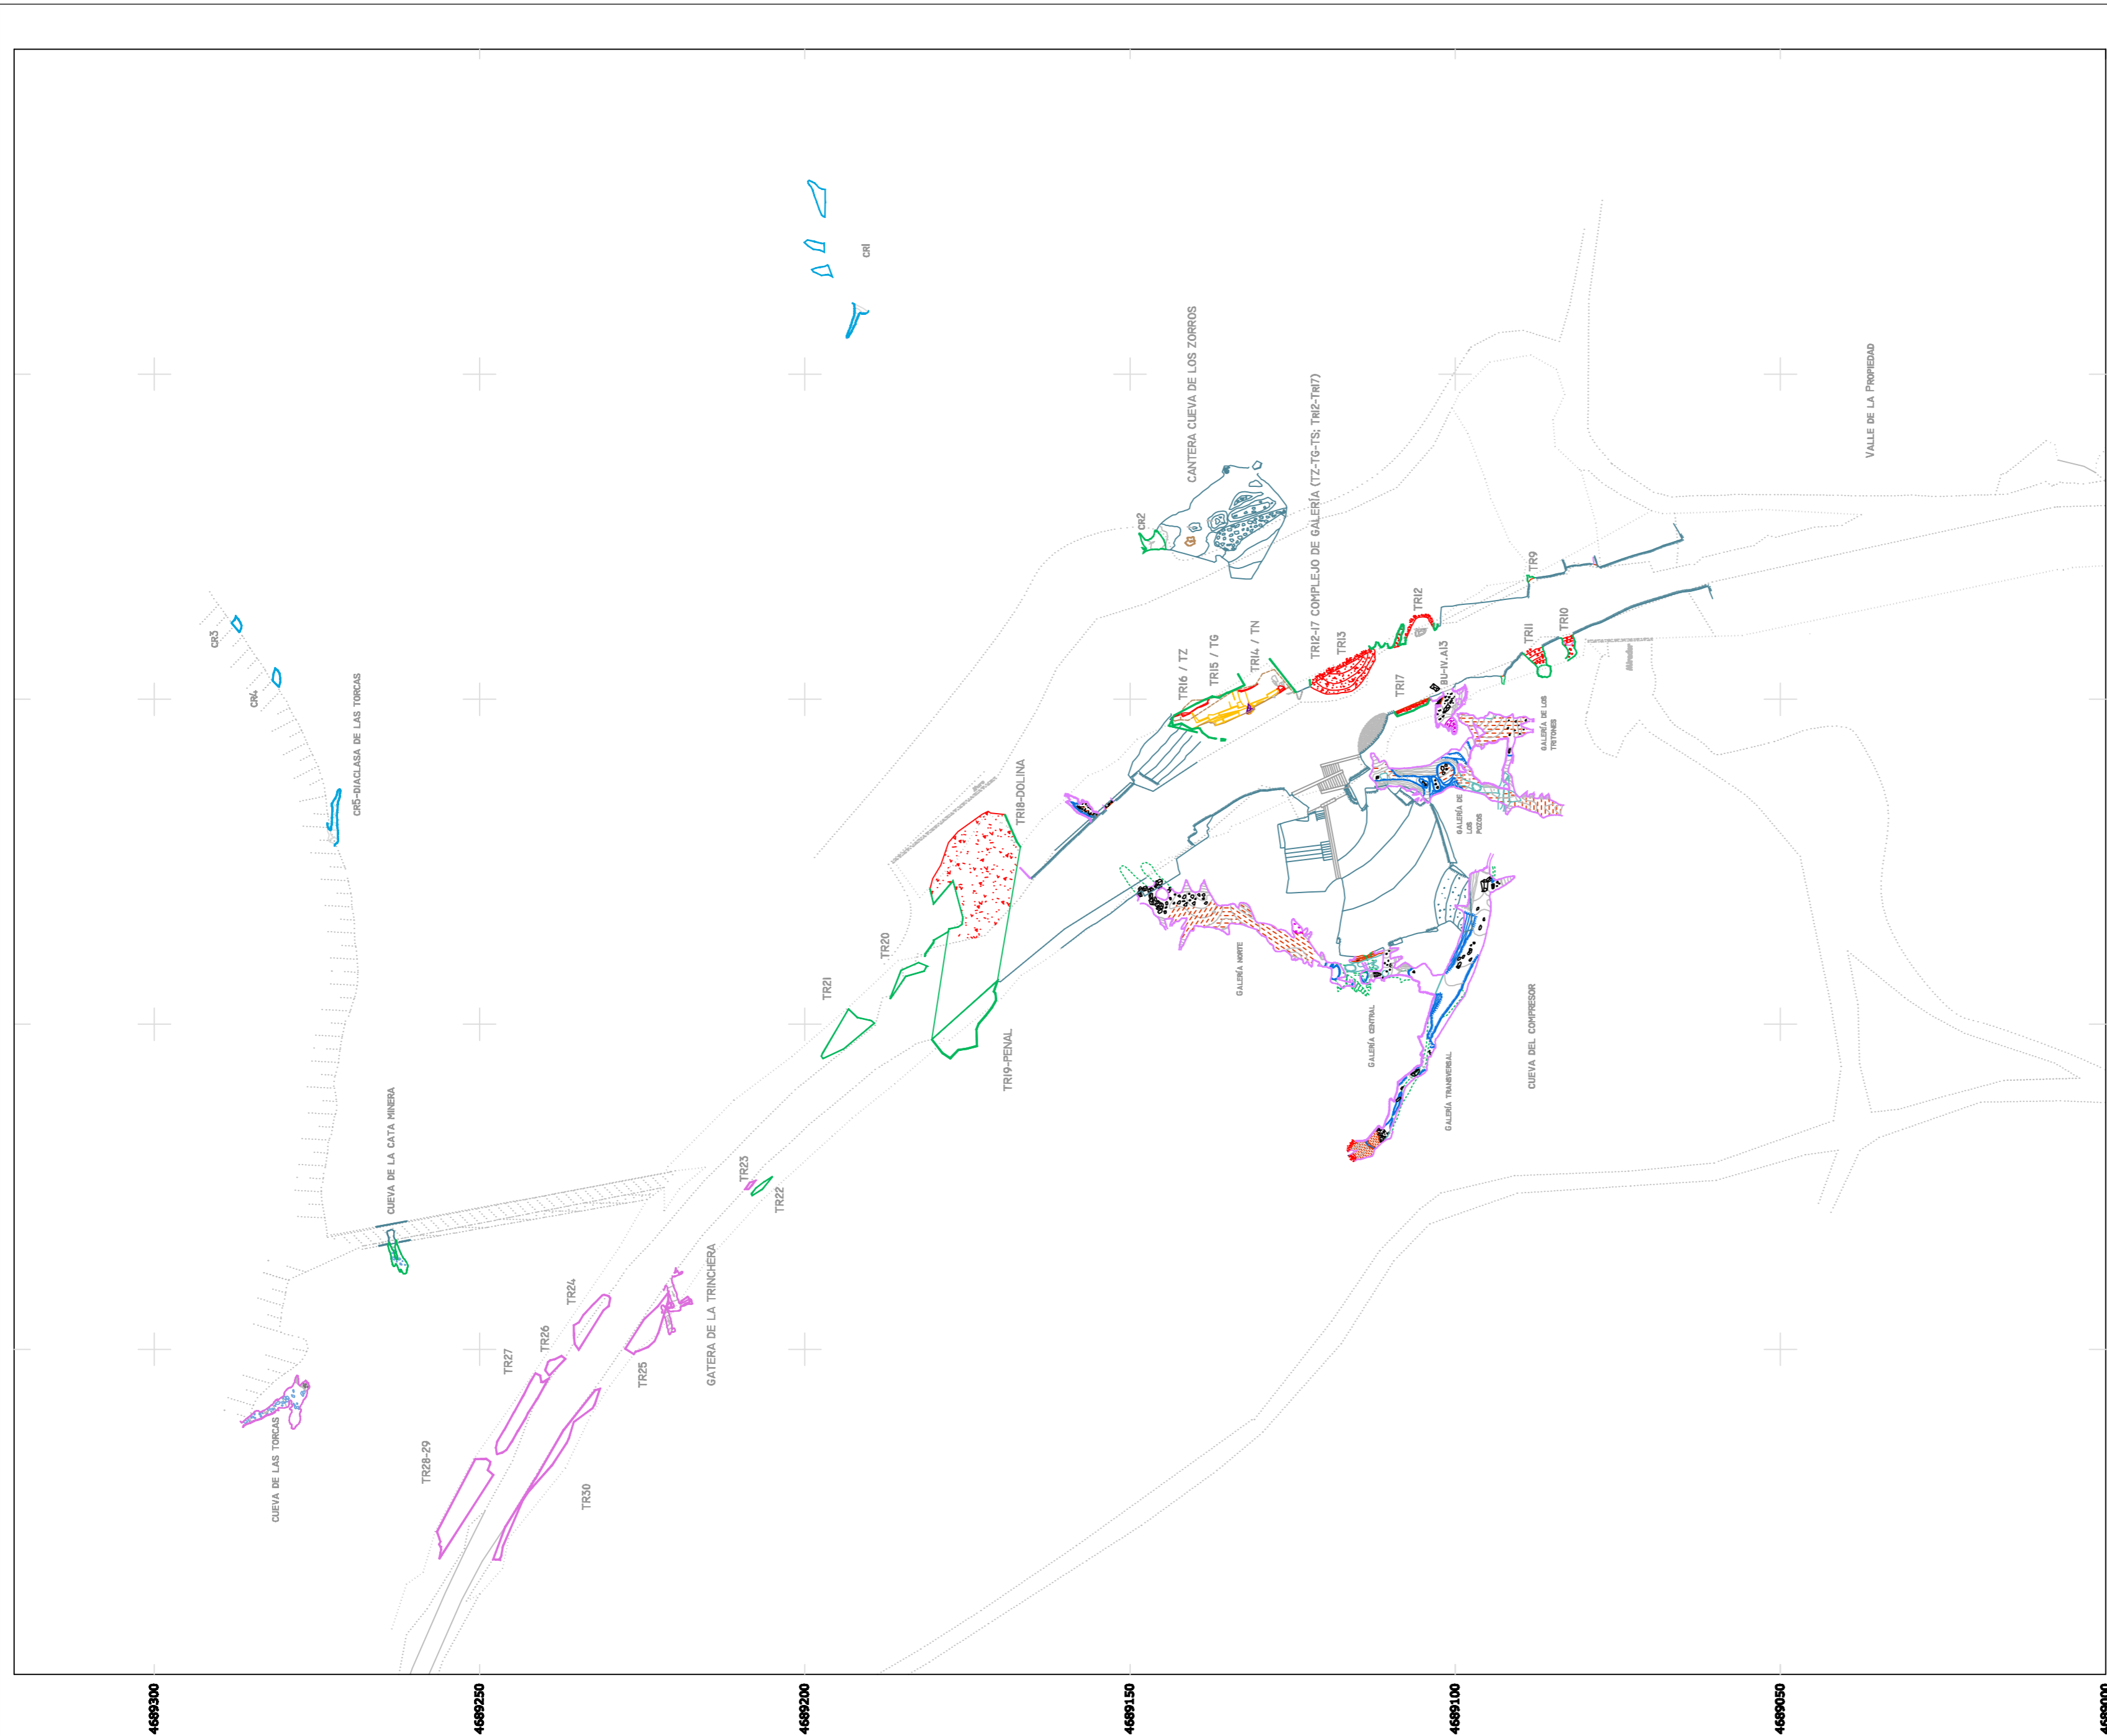 CR1
CR3
CR4
CR5-DIACLASA DE LAS TORCAS
CANTERA CUEVA DE LOS ZORROS
CR2
VALLE DE LA PROPIEDAD
TR12-17 COMPLEJO DE GALERÍA (TZ-TG-TS; TR12-TR17)
TR9
TR10
TR11
TR12
TR13
TR14 / TN
TR15 / TG
TR16 / TZ
TR17
BU-IV.A13
Mirador
GALERÍA DE LOS
TRITONES
GALERÍA DE
LOS
POZOS
TR18-DOLINA
TR20
TR21
TR19-PENAL
GALERÍA NORTE
GALERÍA CENTRAL
GALERÍA TRANSVERSAL
CUEVA DEL COMPRESOR
CUEVA DE LA CATA MINERA
TR23
TR22
GATERA DE LA TRINCHERA
TR24
TR25
TR26
TR27
TR28-29
TR30
CUEVA DE LAS TORCAS
4689300
4689250
4689200
4689150
4689100
4689050
4689000